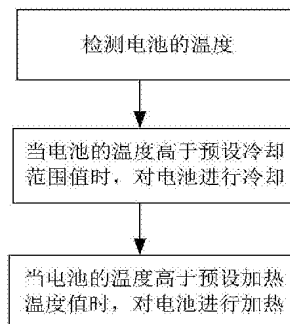 检测电池的温度
当电池的温度高于预设冷却
范围值时，对电池进行冷却
当电池的温度高于预设加热
温度值时，对电池进行加热